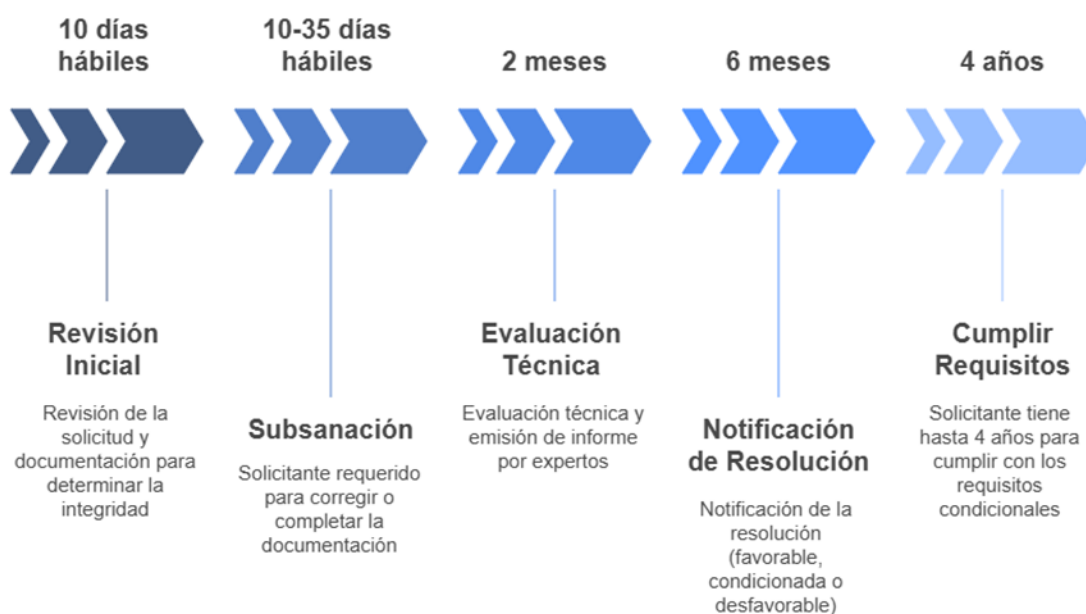 10 días
hábiles
Revisión
Inicial
Revisión de la
solicitud y
documentación para
determinar la
integridad
10-35 días
hábiles
Subsanación
Solicitante requerido
para corregir o
completar la
documentación
2 meses
Evaluación
Técnica
Evaluación técnica y
emisión de informe
por expertos
6 meses
Notificación
de Resolución
Notificación de la
resolución
(favorable,
condicionada o
desfavorable)
4 años
Cumplir
Requisitos
Solicitante tiene
hasta 4 años para
cumplir con los
requisitos
condicionales